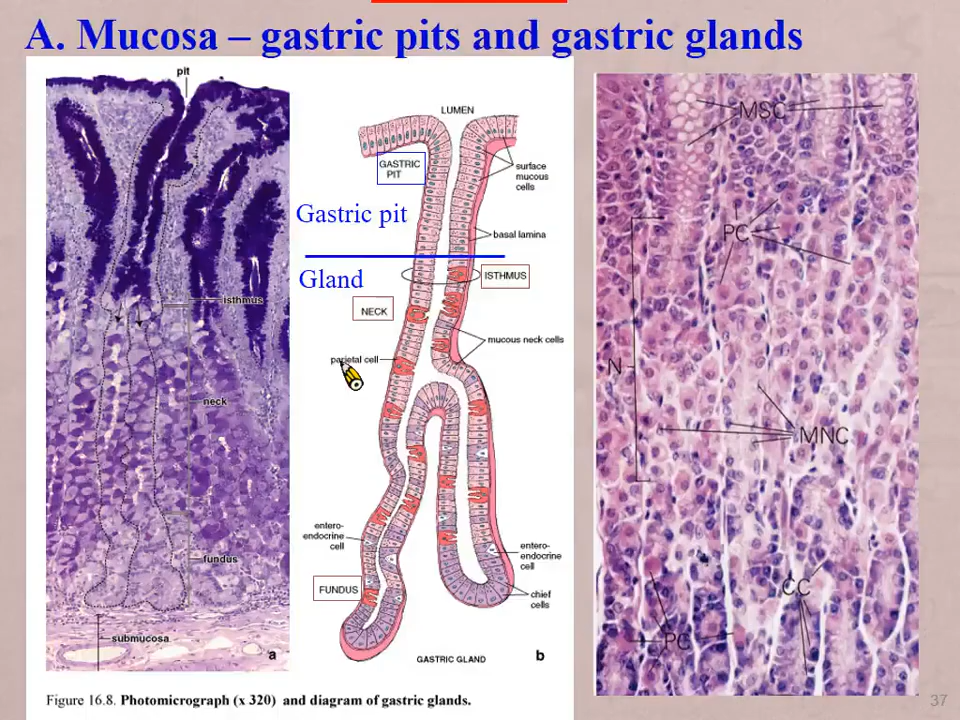 A. Mucosa – gastric pits and gastric glands
pit
isthmus
neck
fundus
submucosa
a
LUMEN
GASTRIC
PIT
surface
mucous
cells
Gastric pit
basal lamina
Gland
ISTHMUS
NECK
mucous neck cells
parietal cell
entero-
endocrine
cell
entero-
endocrine
cell
FUNDUS
chief
cells
GASTRIC GLAND
b
MSC
PC
N
MNC
CC
PC
Figure 16.8. Photomicrograph (x 320) and diagram of gastric glands.
37